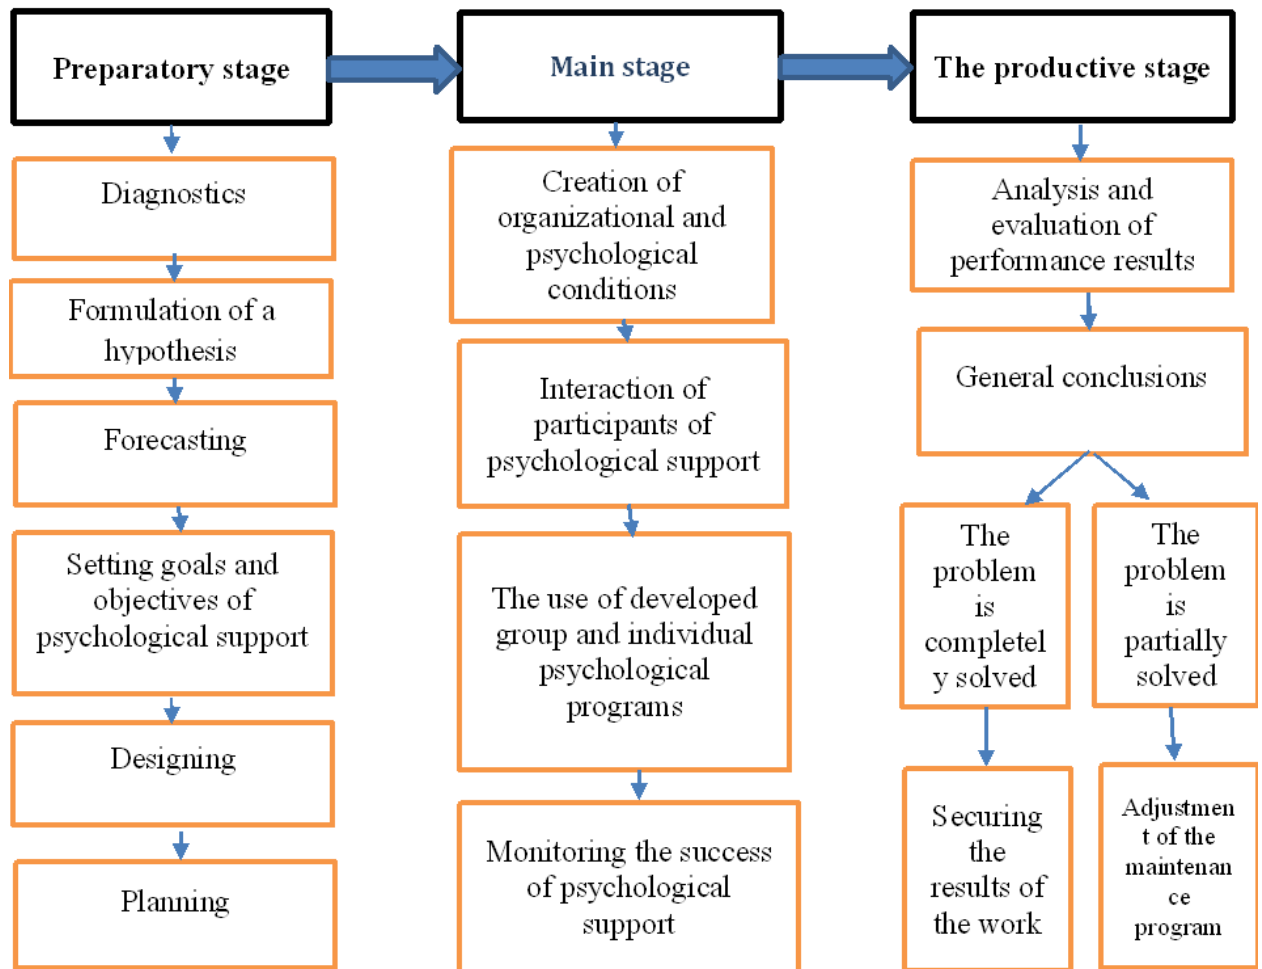 Preparatory stage
Main stage
The productive stage
Diagnostics
Formulation of a
hypothesis
Forecasting
Setting goals and
objectives of
psychological support
Designing
Planning
Creation of
organizational and
psychological
conditions
Interaction of
participants of
psychological support
The use of developed
group and individual
psychological
programs
Monitoring the success
of psychological
support
Analysis and
evaluation of
performance results
General conclusions
The
problem
is
completel
y solved
Securing
the
results of
the work
The
problem
is
partially
solved
Adjustmen
t of the
maintenan
ce
program